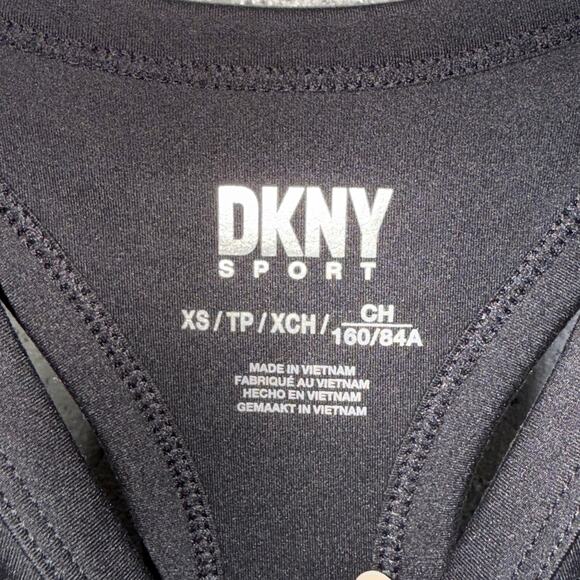 DKNY
SPORT
XS / TP / XCH / CH
160/84A
MADE IN VIETNAM
FABRIQUÉ AU VIETNAM
HECHO EN VIETNAM
GEMAAKT IN VIETNAM